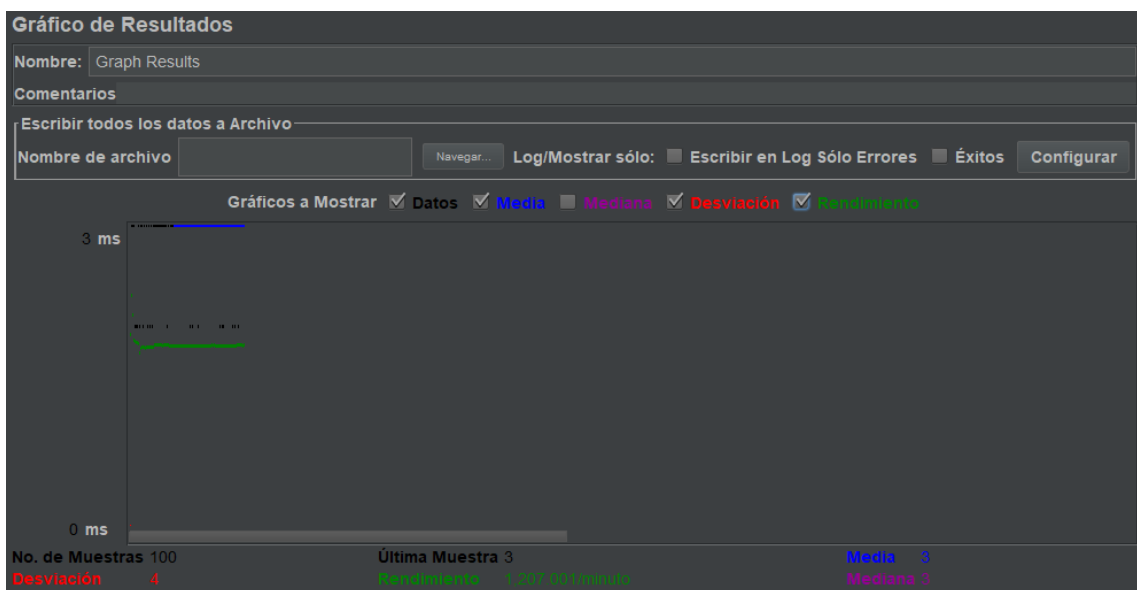 Gráfico de Resultados
Nombre: Graph Results
Comentarios
Escribir todos los datos a Archivo
Nombre de archivo Navegar... Log/Mostrar sólo: Escribir en Log Sólo Errores Éxitos Configurar
Gráficos a Mostrar Datos Media Mediana Desviación Rendimiento
3 ms
0 ms
No. de Muestras 100 Última Muestra 3 Media 3
Desviación 4 Rendimiento 1,207.001/minuto Mediana 3